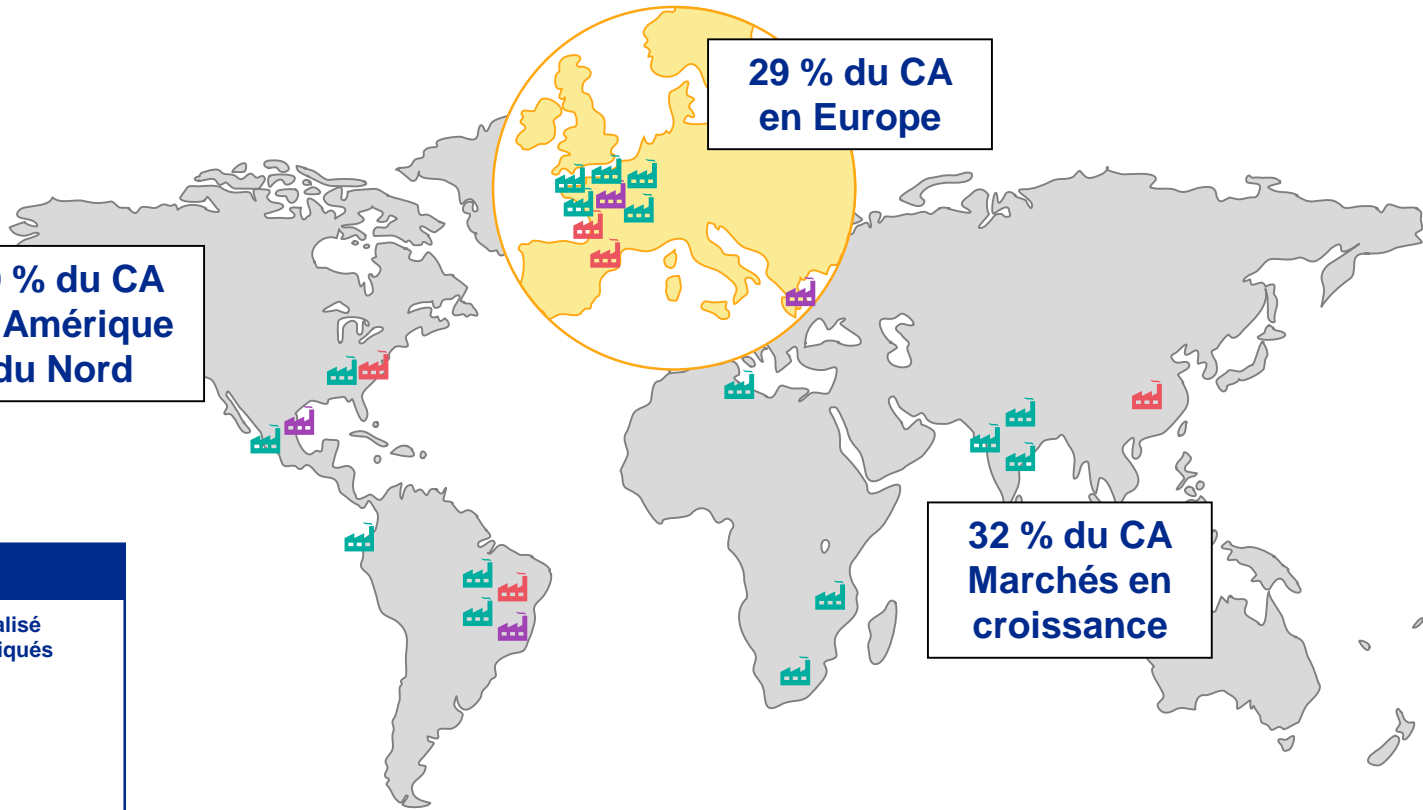 29 % du CA
en Europe
% du CA
Amérique
du Nord
32 % du CA
Marchés en
croissance